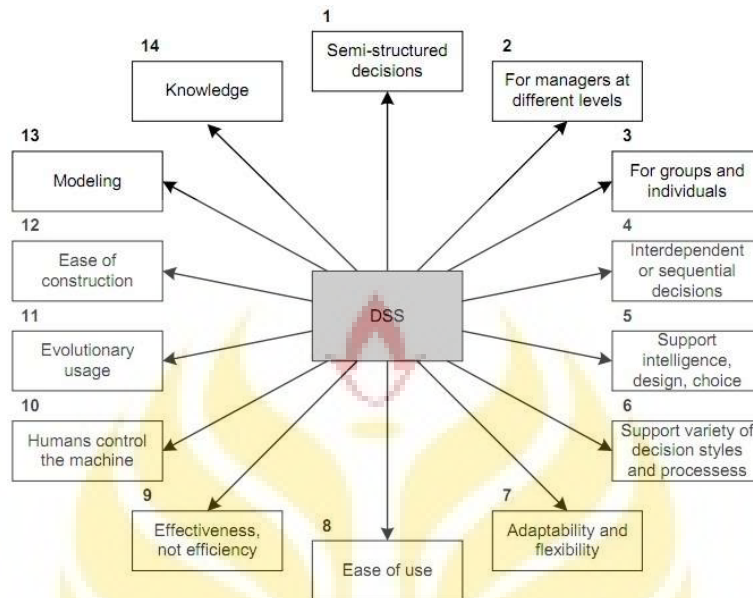 1
Semi-structured
decisions
2
For managers at
different levels
3
For groups and
individuals
4
Interdependent
or sequential
decisions
5
Support
intelligence,
design, choice
6
Support variety of
decision styles
and processess
7
Adaptability and
flexibility
8
Ease of use
9
Effectiveness,
not efficiency
10
Humans control
the machine
11
Evolutionary
usage
12
Ease of
construction
13
Modeling
14
Knowledge
DSS